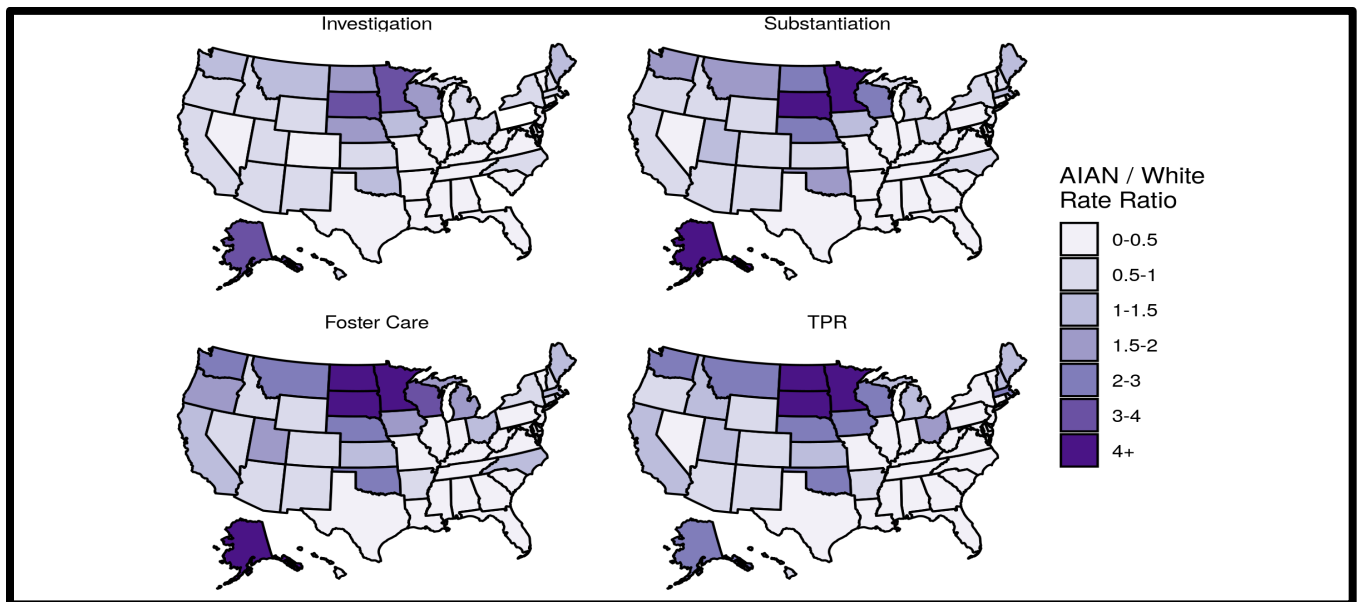 Investigation
Substantiation
Foster Care
TPR
AIAN / White
Rate Ratio
0-0.5
0.5-1
1-1.5
1.5-2
2-3
3-4
4+